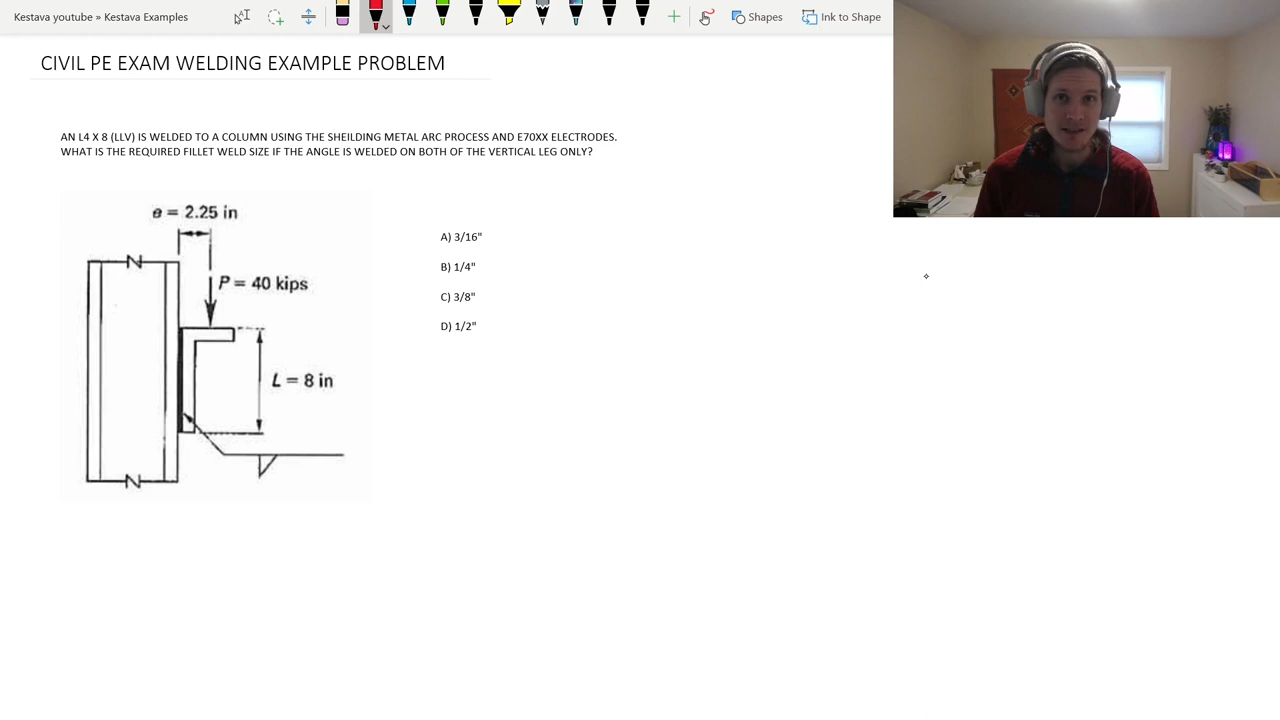 Kestava youtube » Kestava Examples
Shapes
Ink to Shape
CIVIL PE EXAM WELDING EXAMPLE PROBLEM
AN L4 X 8 (LLV) IS WELDED TO A COLUMN USING THE SHEILDING METAL ARC PROCESS AND E70XX ELECTRODES.
WHAT IS THE REQUIRED FILLET WELD SIZE IF THE ANGLE IS WELDED ON BOTH OF THE VERTICAL LEG ONLY?
e = 2.25 in
P = 40 kips
L = 8 in
A) 3/16"
B) 1/4"
C) 3/8"
D) 1/2"